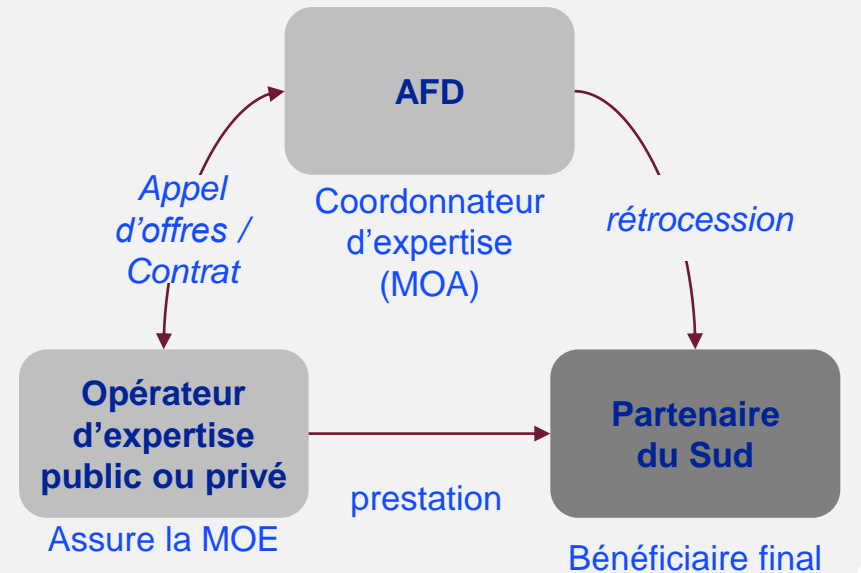 AFD
Coordonnateur
d'expertise
(MOA)
Appel
d'offres /
Contrat
rétrocession
Opérateur
d'expertise
public ou privé
Assure la MOE
prestation
Partenaire
du Sud
Bénéficiaire final